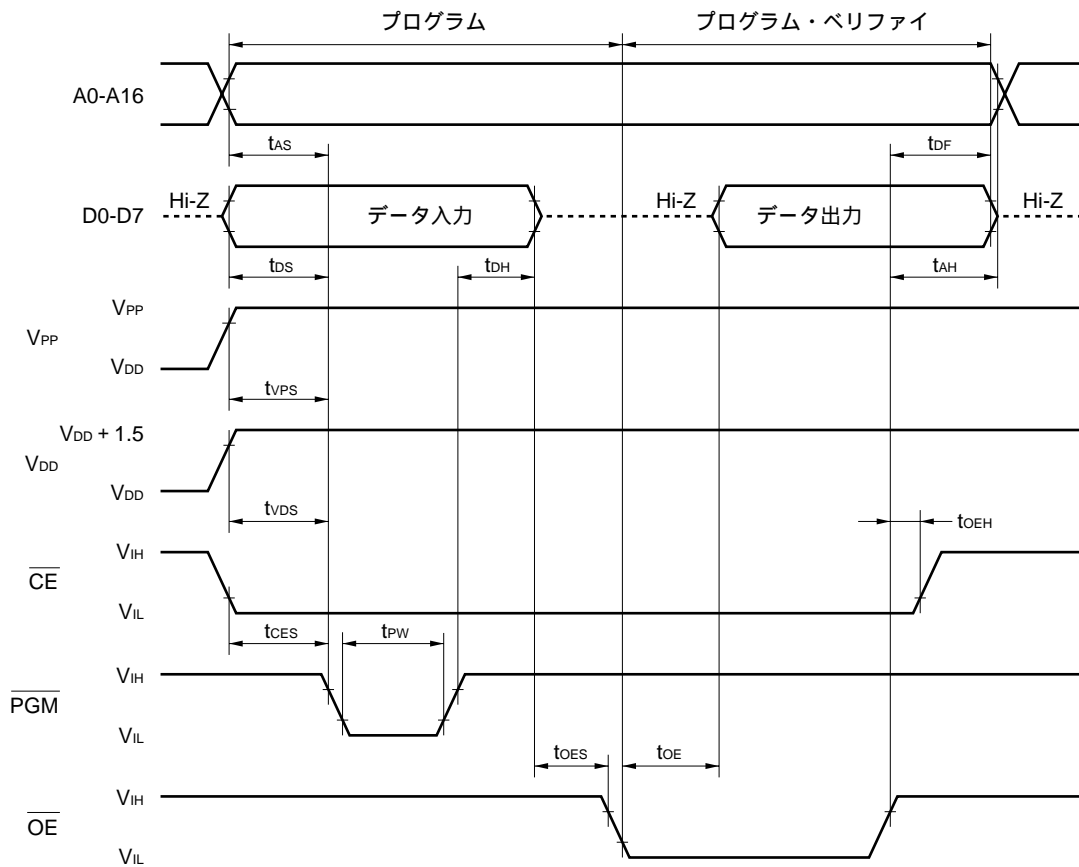 プログラム
プログラム・ベリファイ
A0-A16
tAS
tDF
D0-D7
Hi-Z
データ入力
Hi-Z
データ出力
Hi-Z
tDS
tDH
tAH
VPP
VPP
VDD
tVPS
VDD + 1.5
VDD
VDD
tVDS
tOEH
VIH
CE
VIL
tCES
tPW
VIH
PGM
VIL
tOES
tOE
VIH
OE
VIL